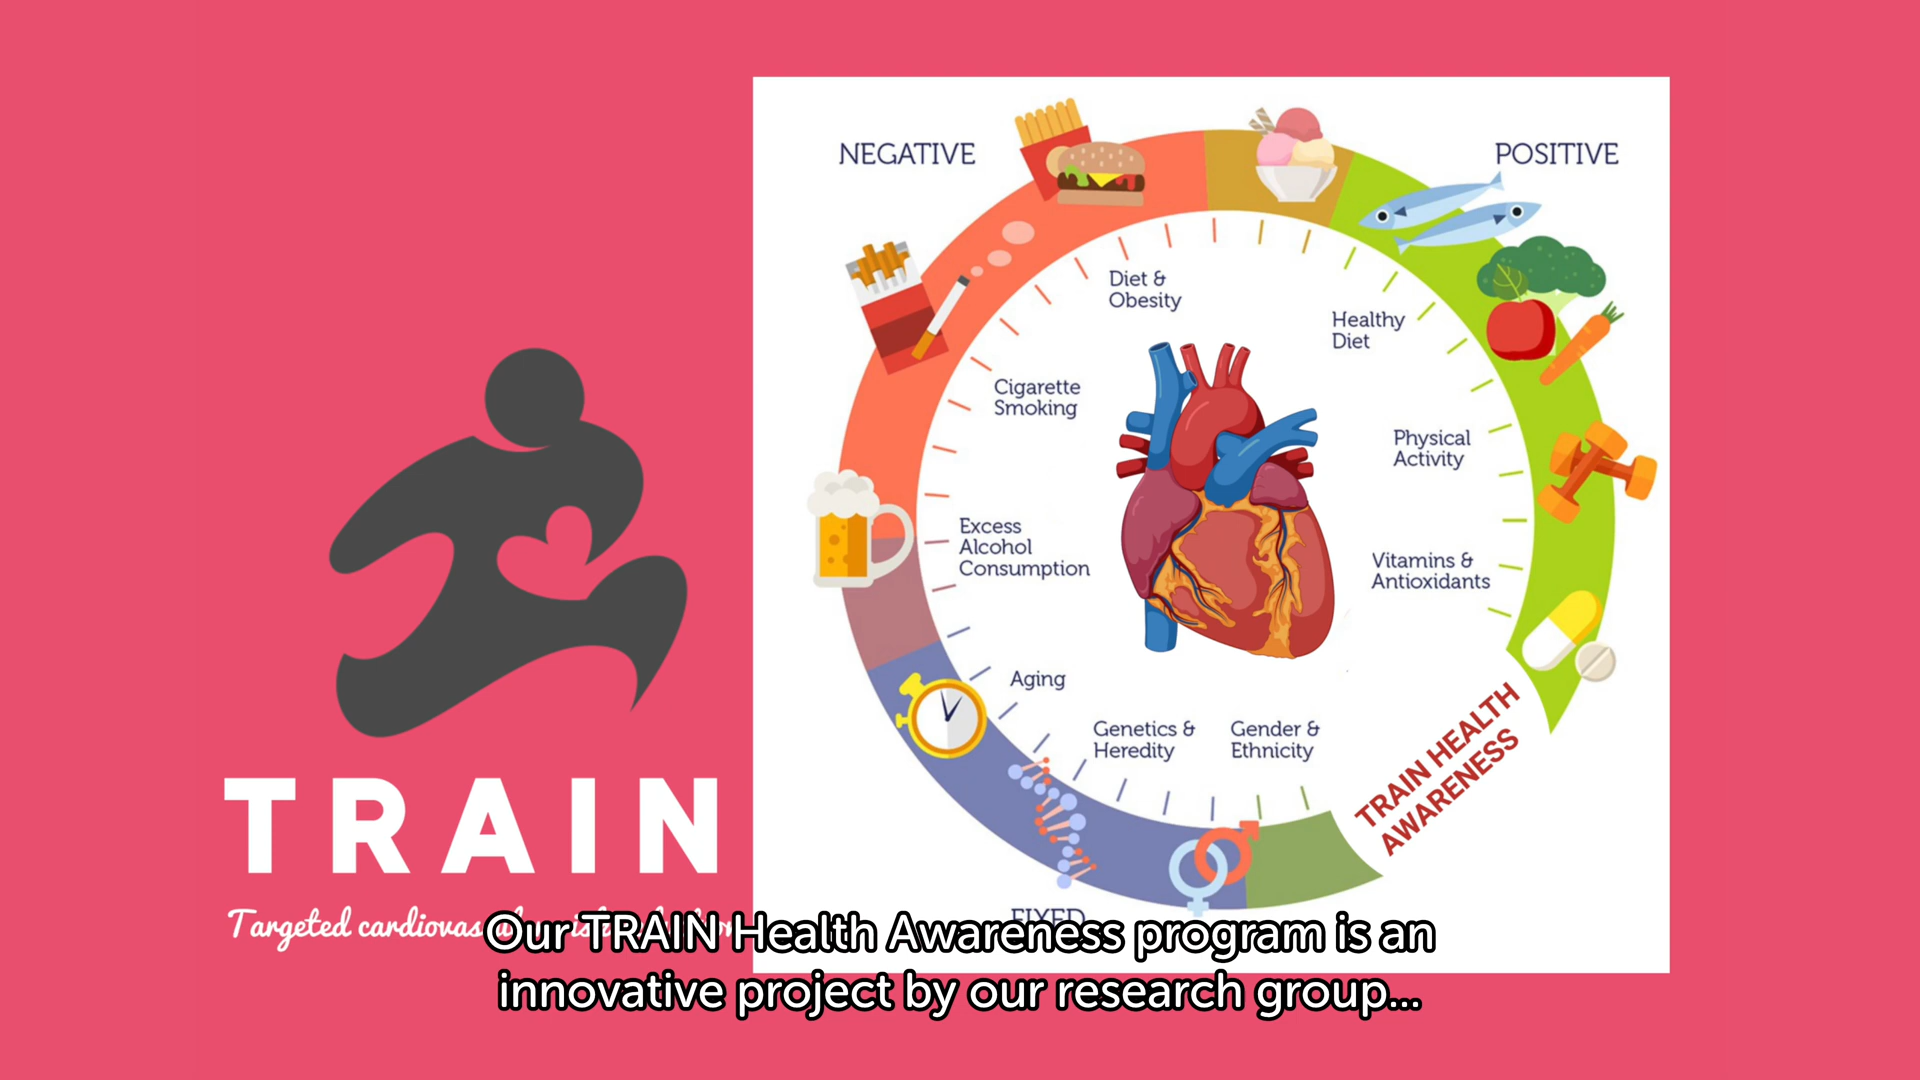 NEGATIVE
POSITIVE
Diet &
Obesity
Healthy
Diet
Cigarette
Smoking
Physical
Activity
Excess
Alcohol
Consumption
Vitamins &
Antioxidants
Aging
Genetics &
Heredity
Gender &
Ethnicity
TRAIN HEALTH
AWARENESS
FIXED
TRAIN
Targeted
Our TRAIN Health Awareness program is an
innovative project by our research group...